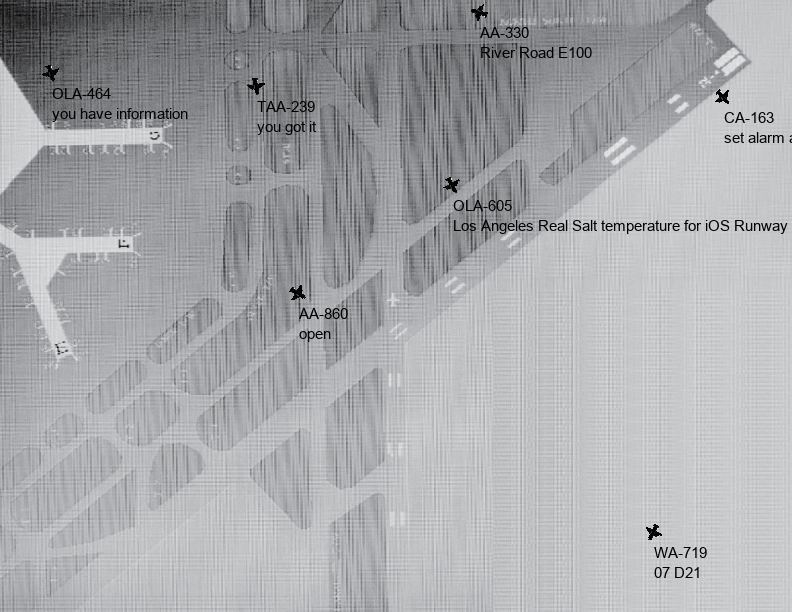 AA-330
River Road E100
OLA-464
you have information
TAA-239
you got it
CA-163
set alarm a
OLA-605
Los Angeles Real Salt temperature for iOS Runway
AA-860
open
WA-719
07 D21